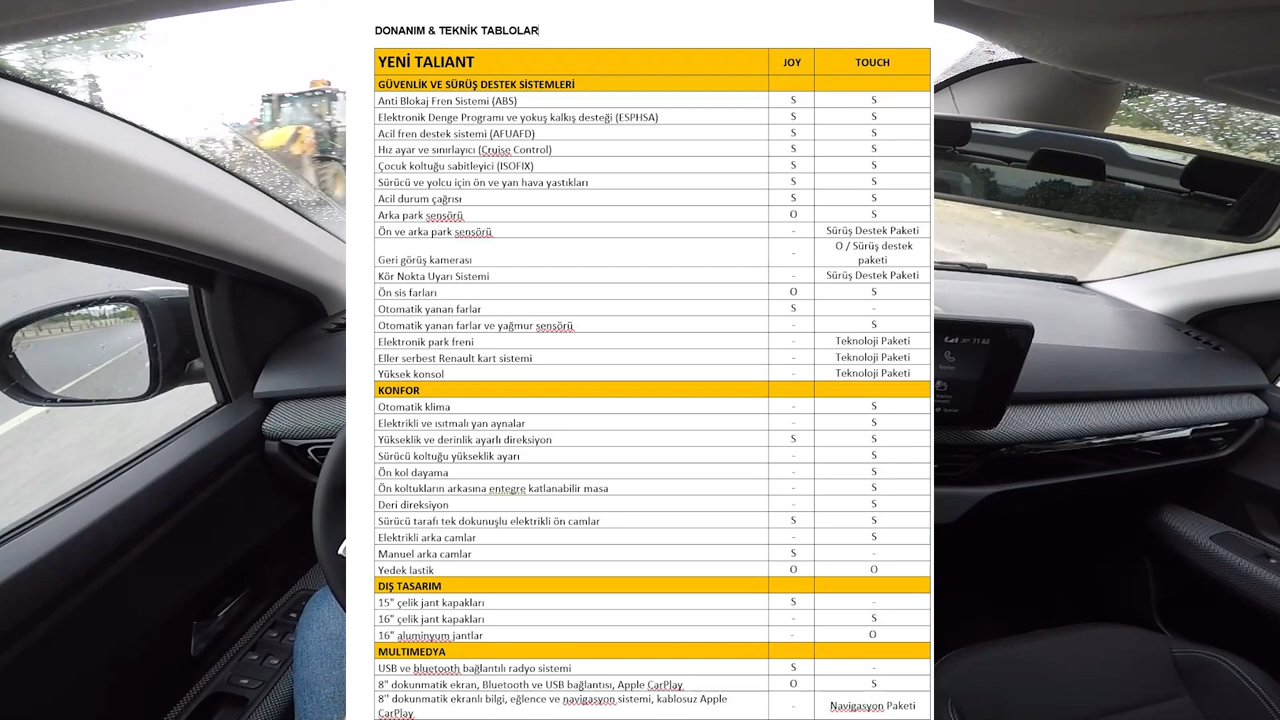 DONANIM & TEKNİK TABLOLAR
YENİ TALIANT JOY TOUCH
GÜVENLİK VE SÜRÜŞ DESTEK SİSTEMLERİ
Anti Blokaj Fren Sistemi (ABS) S S
Elektronik Denge Programı ve yokuş kalkış desteği (ESPHSA) S S
Acil fren destek sistemi (AFUAFD) S S
Hız ayar ve sınırlayıcı (Cruise Control) S S
Çocuk koltuğu sabitleyici (ISOFIX) S S
Sürücü ve yolcu için ön ve yan hava yastıkları S S
Acil durum çağrısı S S
Arka park sensörü O S
Ön ve arka park sensörü - Sürüş Destek Paketi
Geri görüş kamerası - O / Sürüş destek
paketi
Kör Nokta Uyarı Sistemi - Sürüş Destek Paketi
Ön sis farları O S
Otomatik yanan farlar S -
Otomatik yanan farlar ve yağmur sensörü - S
Elektronik park freni - Teknoloji Paketi
Eller serbest Renault kart sistemi - Teknoloji Paketi
Yüksek konsol - Teknoloji Paketi
KONFOR
Otomatik klima - S
Elektrikli ve ısıtmalı yan aynalar - S
Yükseklik ve derinlik ayarlı direksiyon S S
Sürücü koltuğu yükseklik ayarı - S
Ön kol dayama - S
Ön koltukların arkasına entegre katlanabilir masa - S
Deri direksiyon - S
Sürücü tarafı tek dokunuşlu elektrikli ön camlar S S
Elektrikli arka camlar - S
Manuel arka camlar S -
Yedek lastik O O
DIŞ TASARIM
15" çelik jant kapakları S -
16" çelik jant kapakları - S
16" aluminyum jantlar - O
MULTIMEDYA
USB ve bluetooth bağlantılı radyo sistemi S -
8" dokunmatik ekran, Bluetooth ve USB bağlantısı, Apple CarPlay O S
8'' dokunmatik ekranlı bilgi, eğlence ve navigasyon sistemi, kablosuz Apple
CarPlay - Navigasyon Paketi